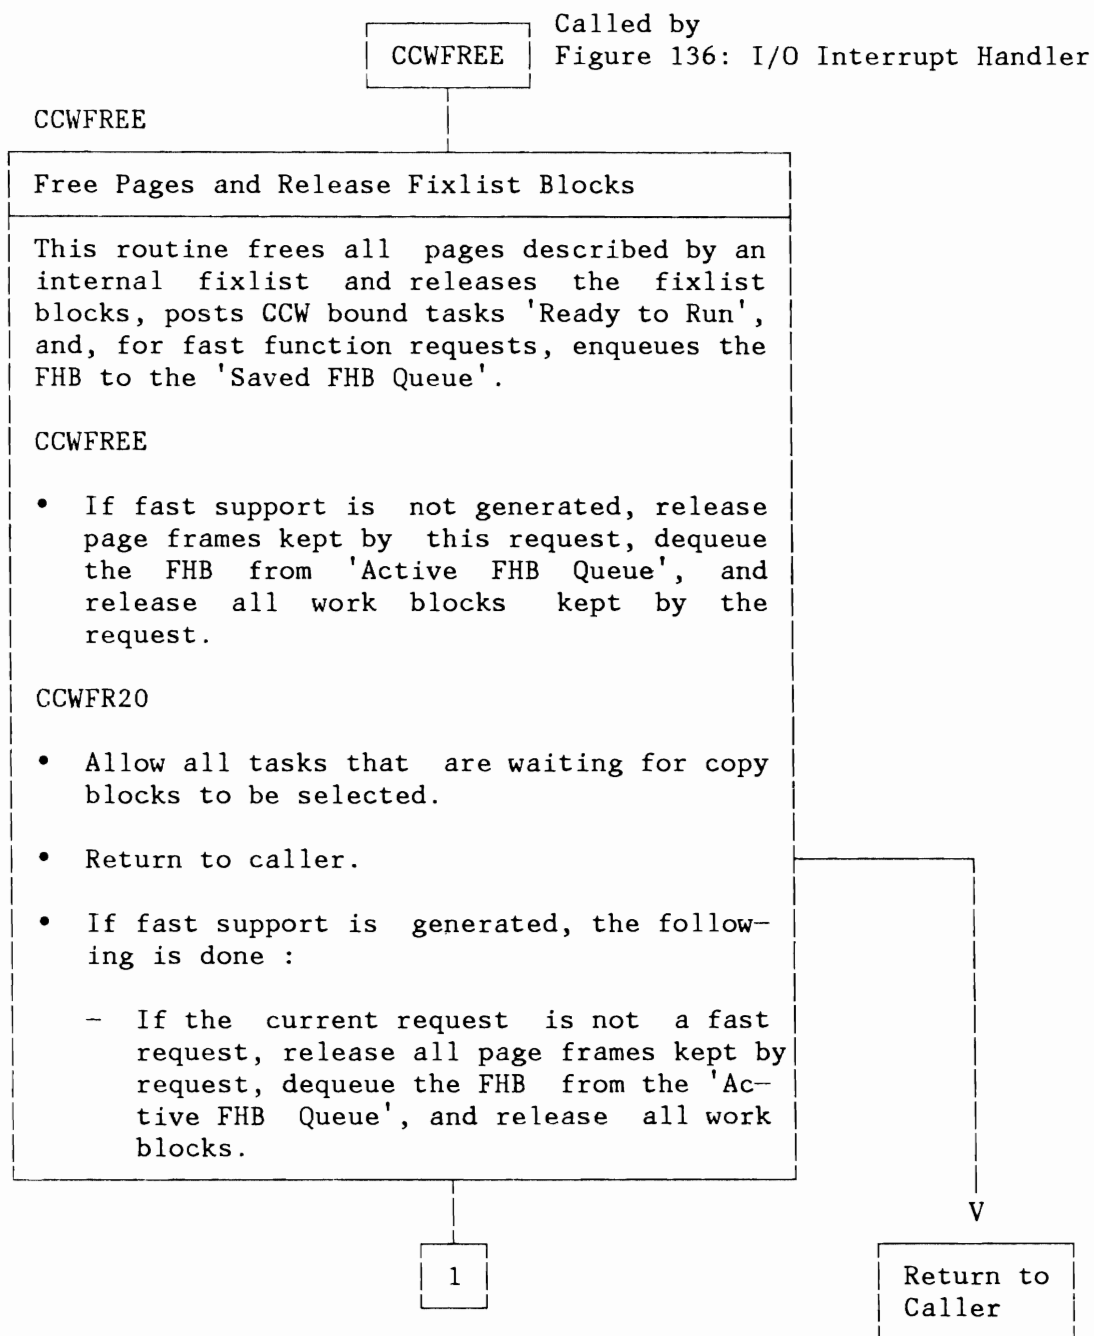 Called by
CCWFREE
Figure 136: I/O Interrupt Handler
CCWFREE
Free Pages and Release Fixlist Blocks
This routine frees all pages described by an
internal fixlist and releases the fixlist
blocks, posts CCW bound tasks 'Ready to Run',
and, for fast function requests, enqueues the
FHB to the 'Saved FHB Queue'.
CCWFREE
• If fast support is not generated, release
page frames kept by this request, dequeue
the FHB from 'Active FHB Queue', and
release all work blocks kept by the
request.
CCWFR20
• Allow all tasks that are waiting for copy
blocks to be selected.
• Return to caller.
• If fast support is generated, the follow-
ing is done :
- If the current request is not a fast
request, release all page frames kept by
request, dequeue the FHB from the 'Ac-
tive FHB Queue', and release all work
blocks.
V
1
Return to
Caller